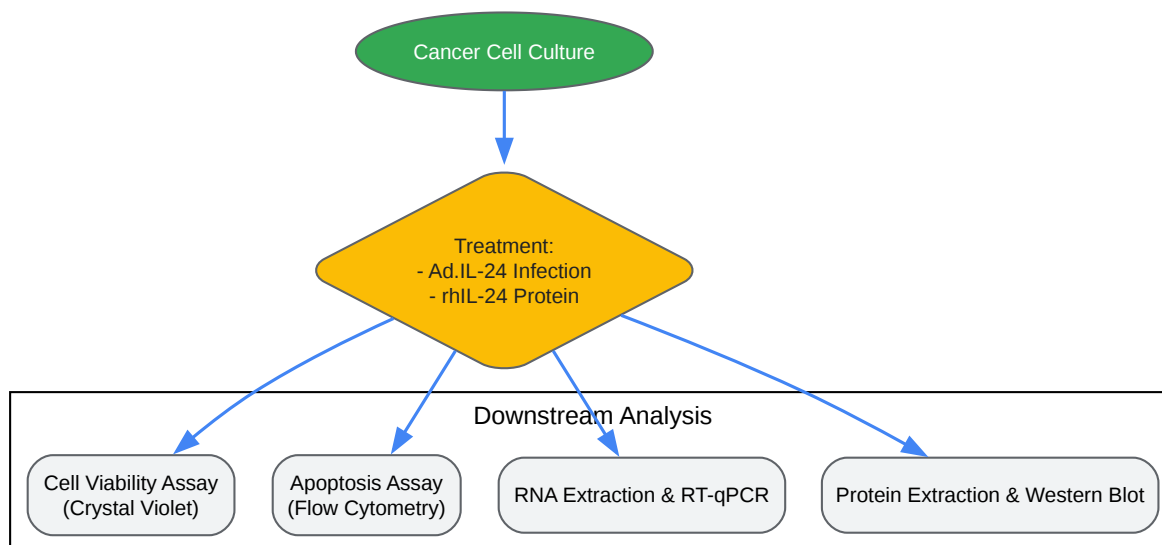 Cancer Cell Culture
Treatment:
- Ad.IL-24 Infection
- rhIL-24 Protein
Downstream Analysis
Cell Viability Assay
(Crystal Violet)
Apoptosis Assay
(Flow Cytometry)
RNA Extraction & RT-qPCR
Protein Extraction & Western Blot